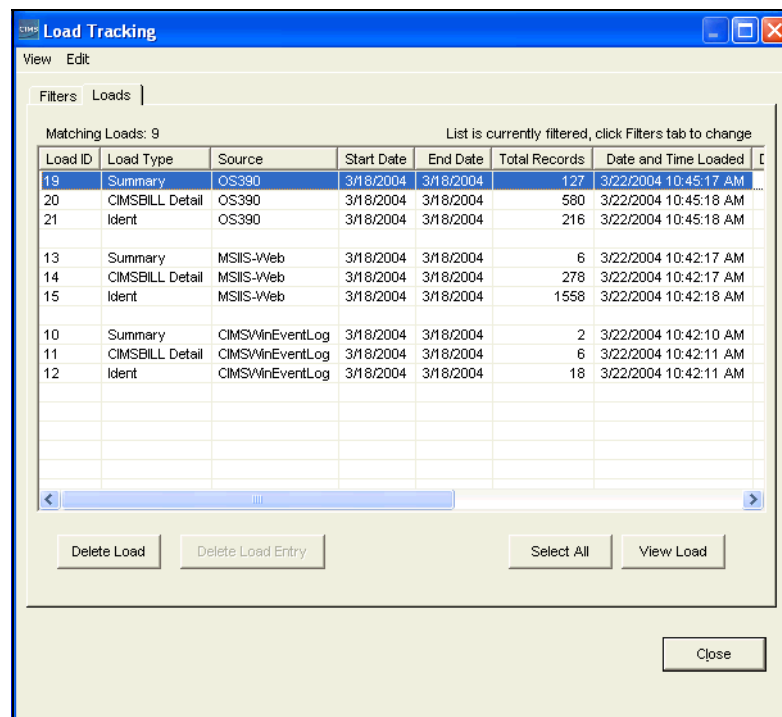 CIMS Load Tracking
View Edit
Filters Loads
Matching Loads: 9 List is currently filtered, click Filters tab to change
Load ID Load Type Source Start Date End Date Total Records Date and Time Loaded D
19 Summary OS390 3/18/2004 3/18/2004 127 3/22/2004 10:45:17 AM ...
20 CIMSBILL Detail OS390 3/18/2004 3/18/2004 580 3/22/2004 10:45:18 AM
21 Ident OS390 3/18/2004 3/18/2004 216 3/22/2004 10:45:18 AM
13 Summary MSIIS-Web 3/18/2004 3/18/2004 6 3/22/2004 10:42:17 AM
14 CIMSBILL Detail MSIIS-Web 3/18/2004 3/18/2004 278 3/22/2004 10:42:17 AM
15 Ident MSIIS-Web 3/18/2004 3/18/2004 1558 3/22/2004 10:42:18 AM
10 Summary CIMSWinEventLog 3/18/2004 3/18/2004 2 3/22/2004 10:42:10 AM
11 CIMSBILL Detail CIMSWinEventLog 3/18/2004 3/18/2004 6 3/22/2004 10:42:11 AM
12 Ident CIMSWinEventLog 3/18/2004 3/18/2004 18 3/22/2004 10:42:11 AM
Delete Load Delete Load Entry Select All View Load
Close